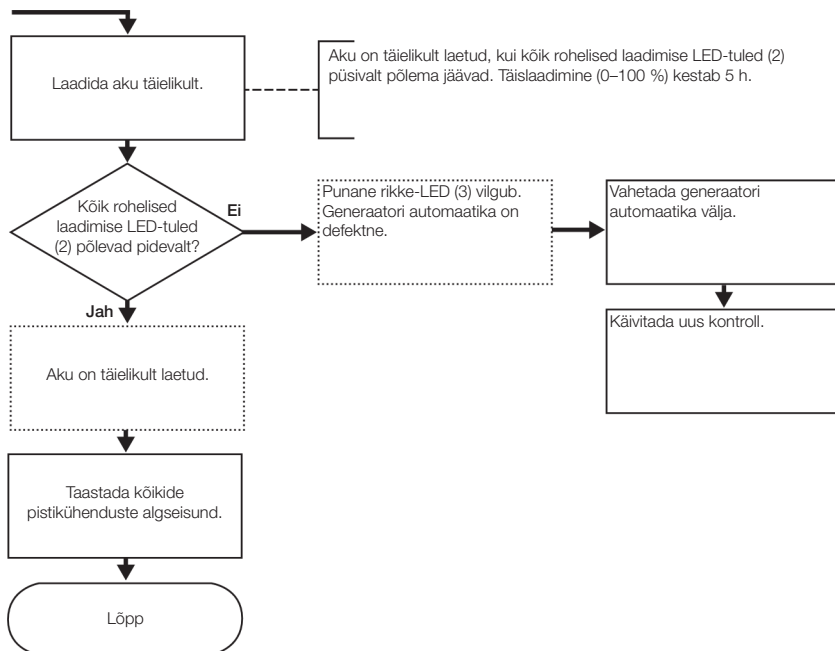 Laadida aku täielikult.
Aku on täielikult laetud, kui kõik rohelised laadimise LED-tuled (2)
püsivalt põlema jäävad. Täislaadimine (0–100 %) kestab 5 h.
Kõik rohelised
laadimise LED-tuled
(2) põlevad pidevalt?
Ei
Punane rikke-LED (3) vilgub.
Generaatori automaatika on
defektne.
Vahetada generaatori
automaatika välja.
Käivitada uus kontroll.
Jah
Aku on täielikult laetud.
Taastada kõikide
pistikühenduste algseisund.
Lõpp